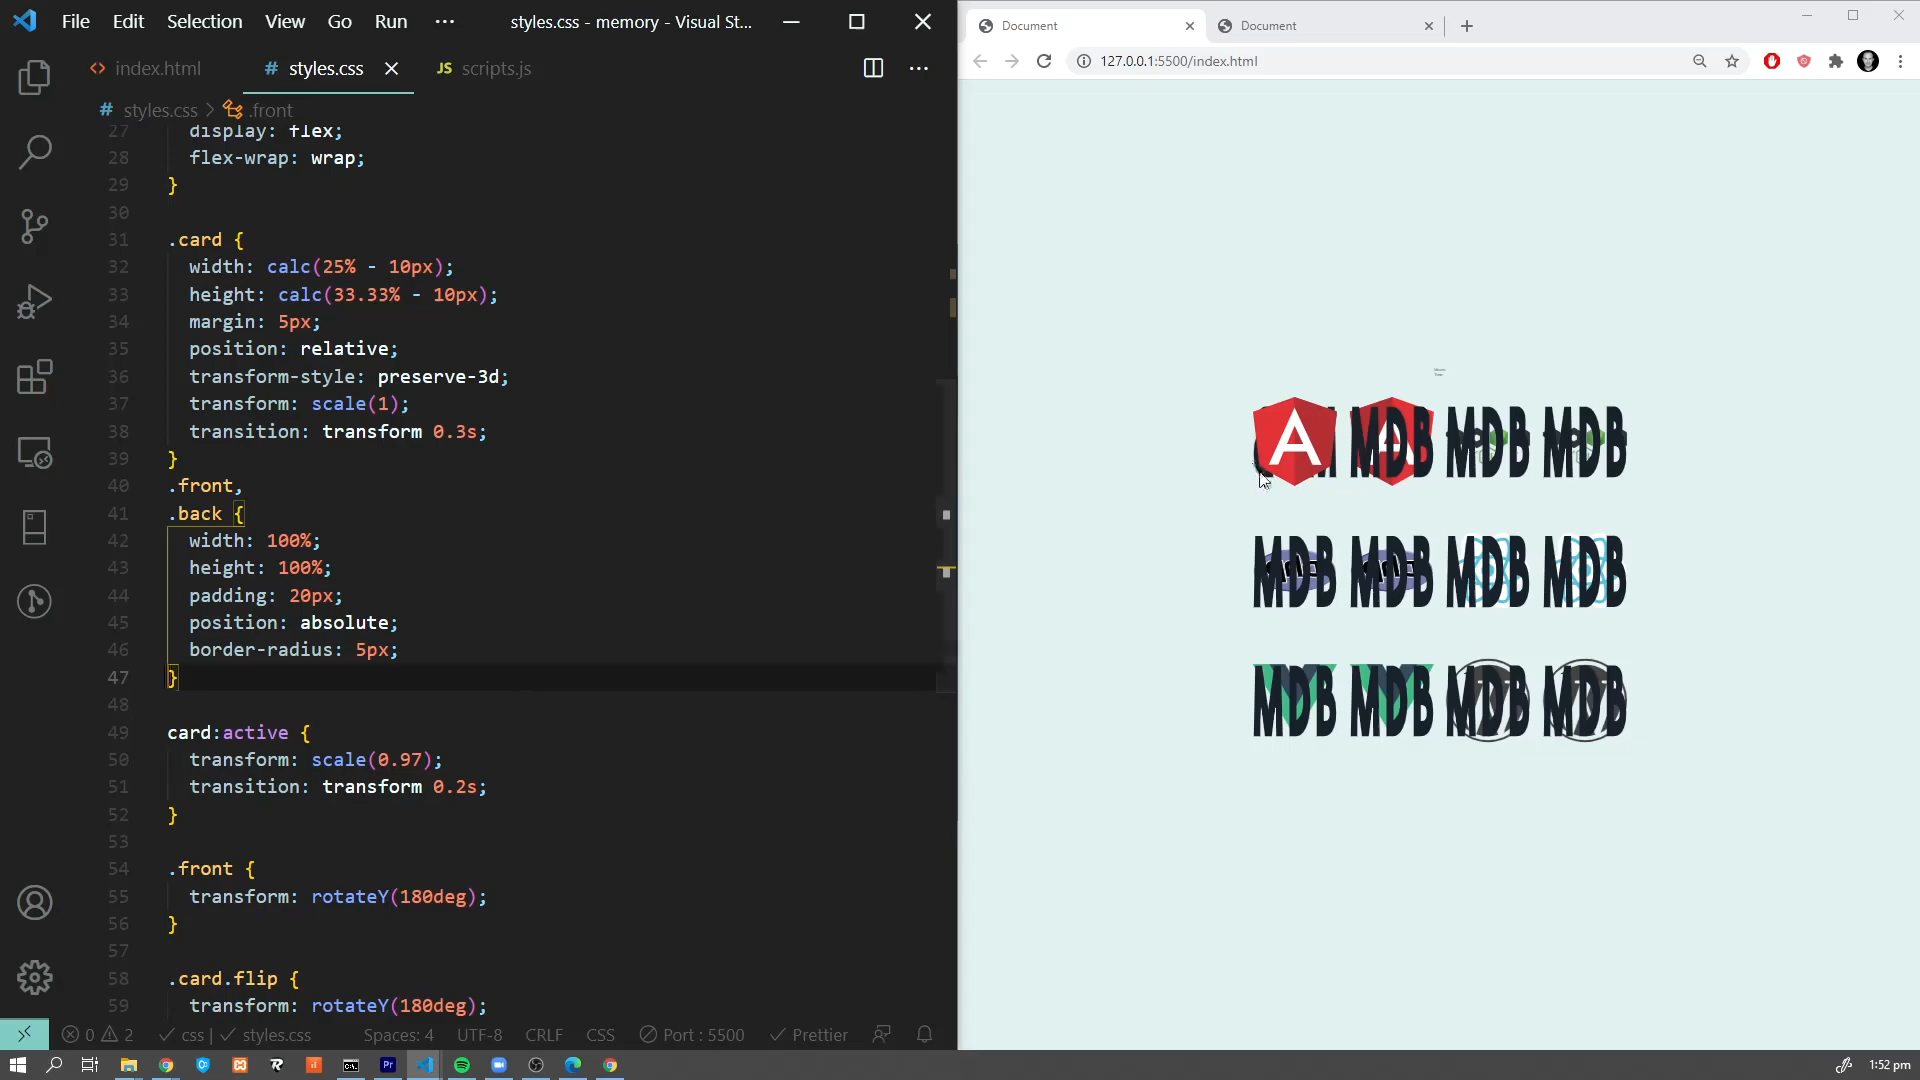 File Edit Selection View Go Run ··· styles.css - memory - Visual St...
index.html # styles.css JS scripts.js
# styles.css > .front
27 display: flex;
28 flex-wrap: wrap;
29 }
30
31 .card {
32 width: calc(25% - 10px);
33 height: calc(33.33% - 10px);
34 margin: 5px;
35 position: relative;
36 transform-style: preserve-3d;
37 transform: scale(1);
38 transition: transform 0.3s;
39 }
40 .front,
41 .back {
42 width: 100%;
43 height: 100%;
44 padding: 20px;
45 position: absolute;
46 border-radius: 5px;
47 }
48
49 card:active {
50 transform: scale(0.97);
51 transition: transform 0.2s;
52 }
53
54 .front {
55 transform: rotateY(180deg);
56 }
57
58 .card.flip {
59 transform: rotateY(180deg);
0 2 css | styles.css Spaces: 4 UTF-8 CRLF CSS Port : 5500 Prettier
Document Document
127.0.0.1:5500/index.html
A MDB MDB MDB
MDB MDB MDB MDB
MDB MDB MDB MDB
Pr
1:52 pm